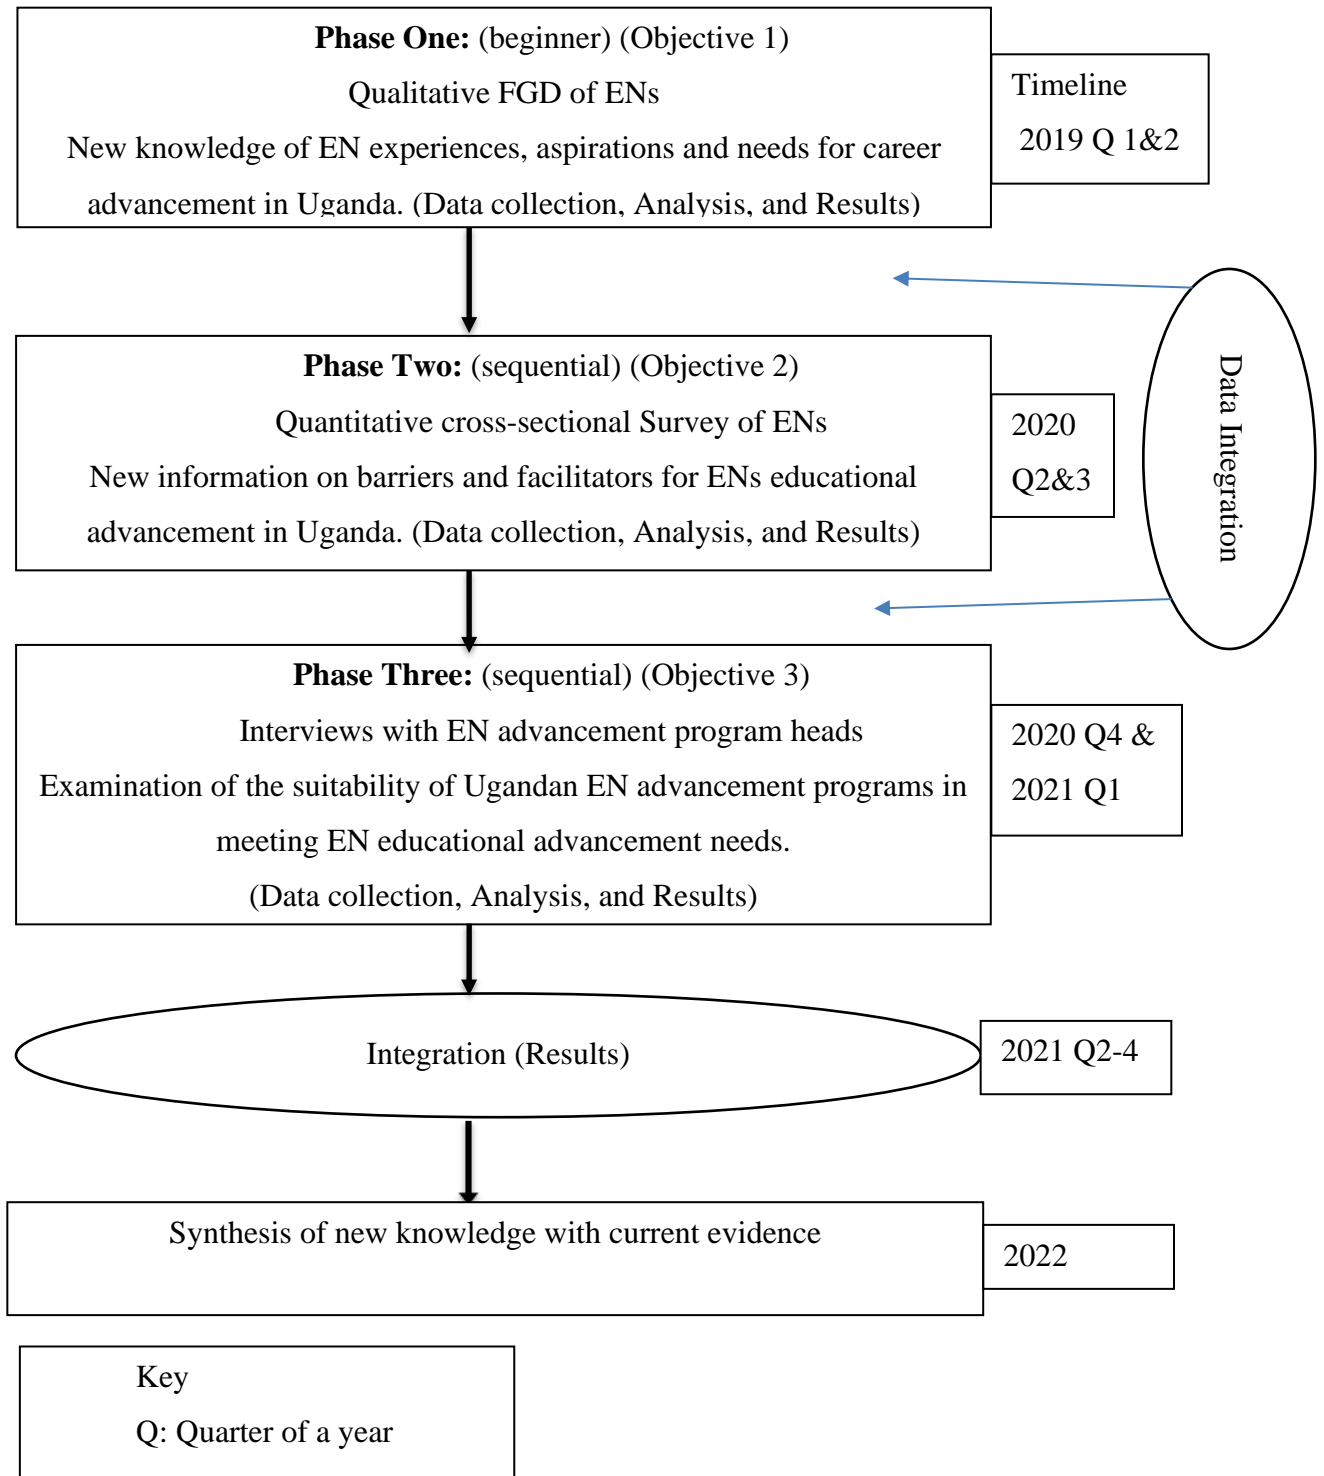 Phase One: (beginner) (Objective 1)
Qualitative FGD of ENs
New knowledge of EN experiences, aspirations and needs for career
advancement in Uganda. (Data collection, Analysis, and Results)
Timeline
2019 Q 1&2
Data Integration
Phase Two: (sequential) (Objective 2)
Quantitative cross-sectional Survey of ENs
New information on barriers and facilitators for ENs educational
advancement in Uganda. (Data collection, Analysis, and Results)
2020
Q2&3
Phase Three: (sequential) (Objective 3)
Interviews with EN advancement program heads
Examination of the suitability of Ugandan EN advancement programs in
meeting EN educational advancement needs.
(Data collection, Analysis, and Results)
2020 Q4 &
2021 Q1
Integration (Results)
2021 Q2-4
Synthesis of new knowledge with current evidence
2022
Key
Q: Quarter of a year